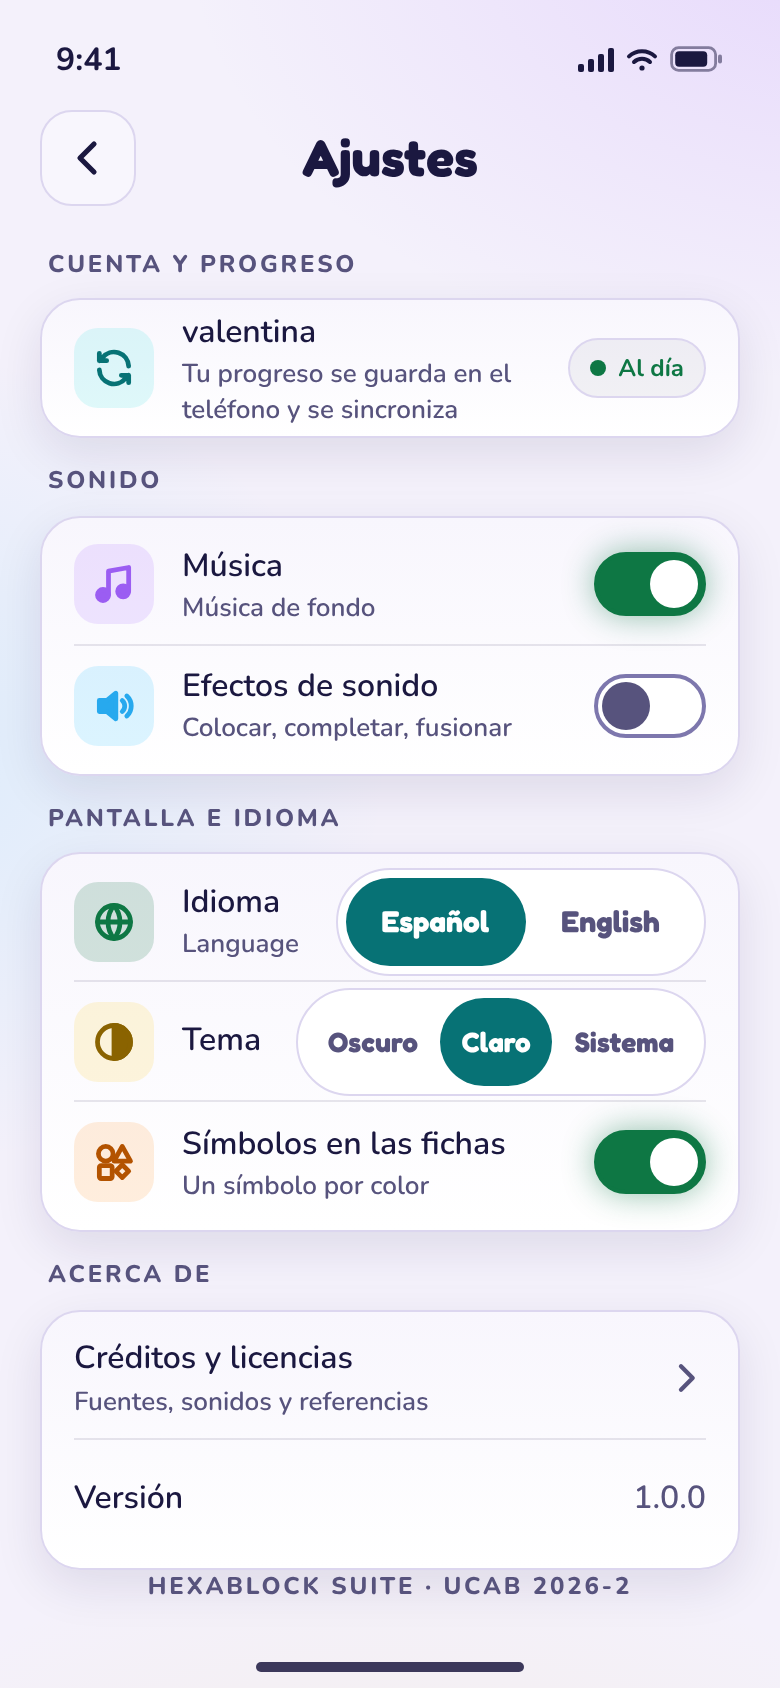 9:41
Ajustes
CUENTA Y PROGRESO
valentina
Tu progreso se guarda en el
teléfono y se sincroniza
Al día
SONIDO
Música
Música de fondo
Efectos de sonido
Colocar, completar, fusionar
PANTALLA E IDIOMA
Idioma
Language
Español
English
Tema
Oscuro
Claro
Sistema
Símbolos en las fichas
Un símbolo por color
ACERCA DE
Créditos y licencias
Fuentes, sonidos y referencias
Versión
1.0.0
HEXABLOCK SUITE · UCAB 2026-2